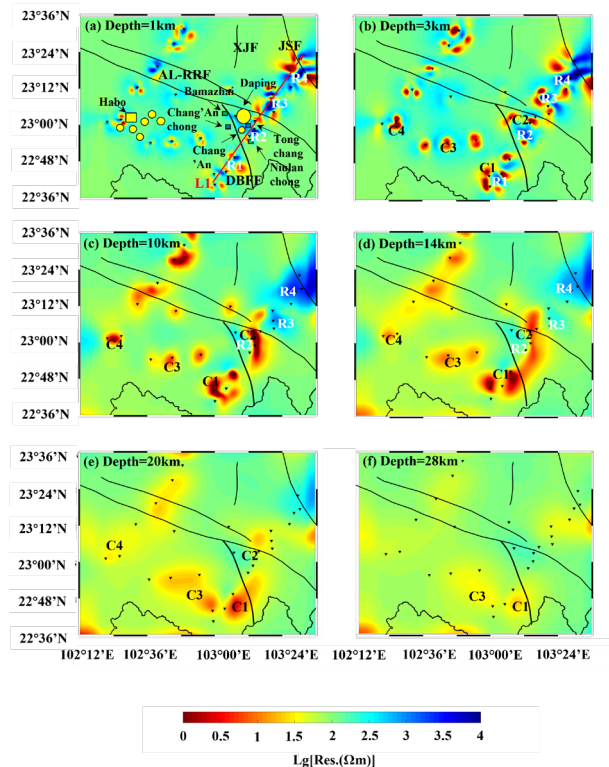 23°36’N
23°24’N
23°12’N
23°00’N
22°48’N
22°36’N
(a) Depth=1km
XJF
JSF
AL-RRF
R4
Bamazhai
Daping
Habo
R3
Chang’An
chong
R2
Chang
’An
Tong
chang
R1
Niulan
chong
L1
DBFF
(b) Depth=3km
R4
R3
C4
C2
R2
C3
C1
R1
23°36’N
23°24’N
23°12’N
23°00’N
22°48’N
22°36’N
(c) Depth=10km
R4
R3
C4
C2
R2
C3
C1
(d) Depth=14km
R4
R3
C4
C2
R2
C3
C1
23°36’N
23°24’N
23°12’N
23°00’N
22°48’N
22°36’N
(e) Depth=20km
C4
C2
C3
C1
(f) Depth=28km
C2
C3
C1
102°12’E 102°36’E 103°00’E 103°24’E
102°12’E 102°36’E 103°00’E 103°24’E
0 0.5 1 1.5 2 2.5 3 3.5 4
Lg[Res.(Ωm)]